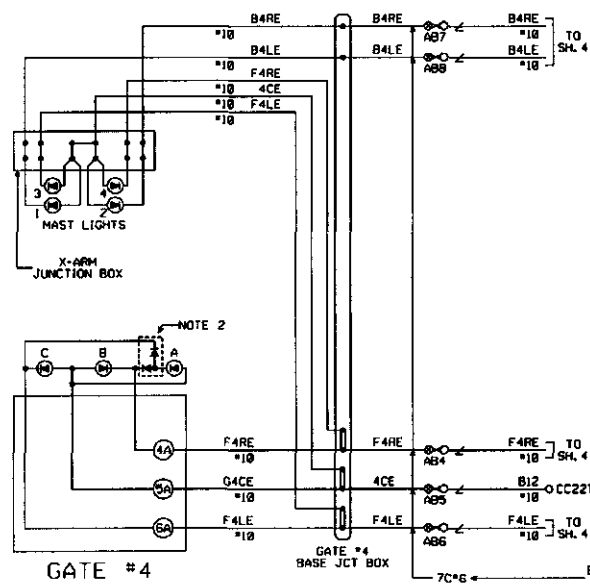 B4RE B4RE B4RE
*10 AB7 *10
B4LE B4LE B4LE
*10 AB8 *10
TO
SH. 4
F4RE
*10
4CE
*10
F4LE
*10
3 4
1 2
MAST LIGHTS
X-ARM
JUNCTION BOX
NOTE 2
C B A
4A F4RE F4RE F4RE
*10 AB4 *10
TO
SH. 4
5A G4CE 4CE B12
*10 AB5 *10
CC221
6A F4LE F4LE F4LE
*10 AB6 *10
TO
SH. 4
GATE #4
GATE #4
BASE JCT BOX
7C*6